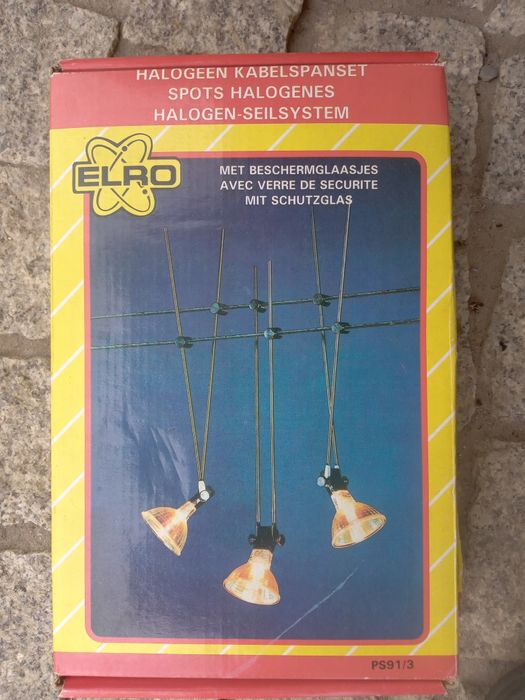 HALOGEEN KABELSPANSET
SPOTS HALOGENES
HALOGEN-SEILSYSTEM
ELRO
MET BESCHERMGLAASJES
AVEC VERRE DE SECURITE
MIT SCHUTZGLAS
PS91/3